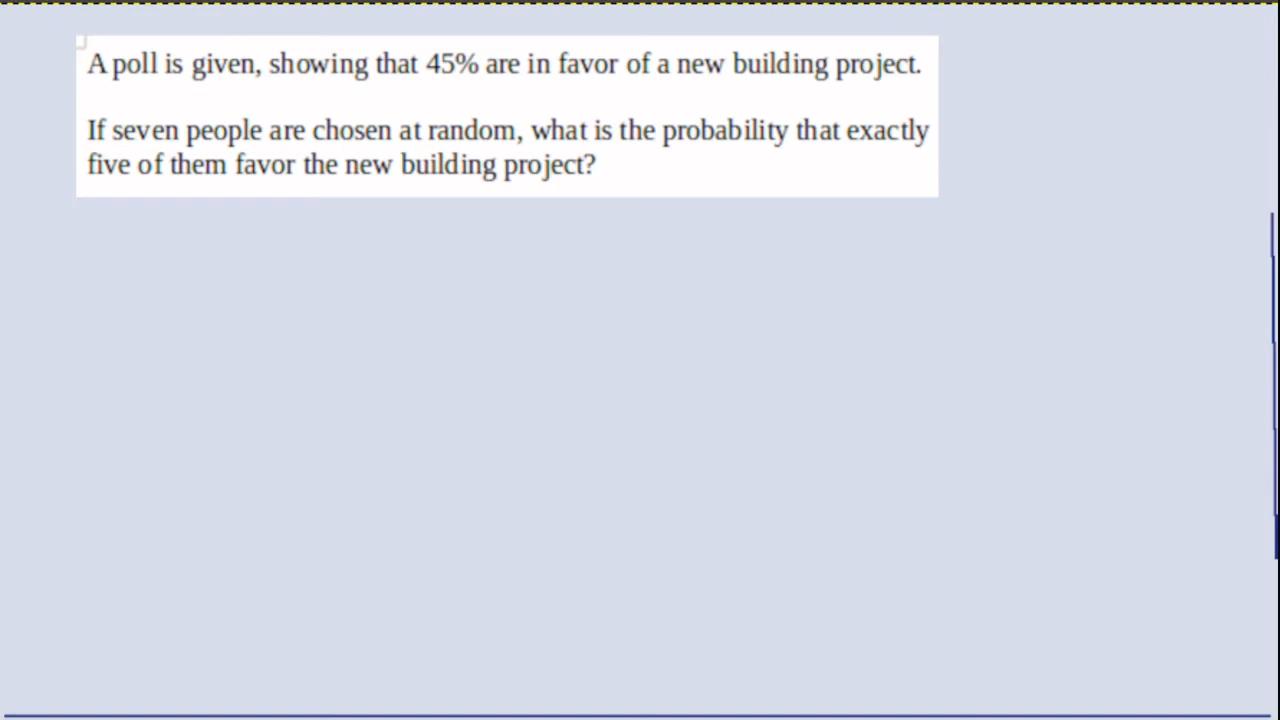 A poll is given, showing that 45% are in favor of a new building project.
If seven people are chosen at random, what is the probability that exactly
five of them favor the new building project?